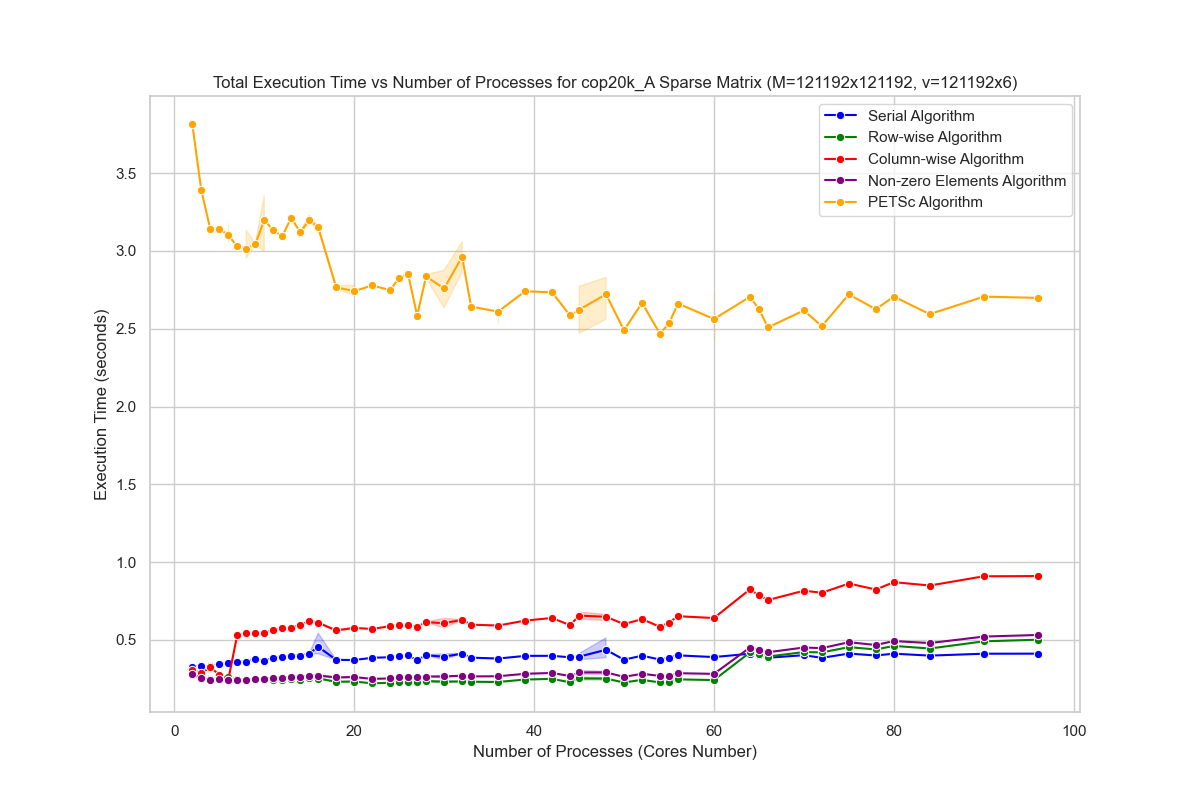 Total Execution Time vs Number of Processes for cop20k_A Sparse Matrix (M=121192x121192, v=121192x6)
Serial Algorithm
Row-wise Algorithm
Column-wise Algorithm
Non-zero Elements Algorithm
PETSc Algorithm
Execution Time (seconds)
3.5
3.0
2.5
2.0
1.5
1.0
0.5
0
20
40
60
80
100
Number of Processes (Cores Number)